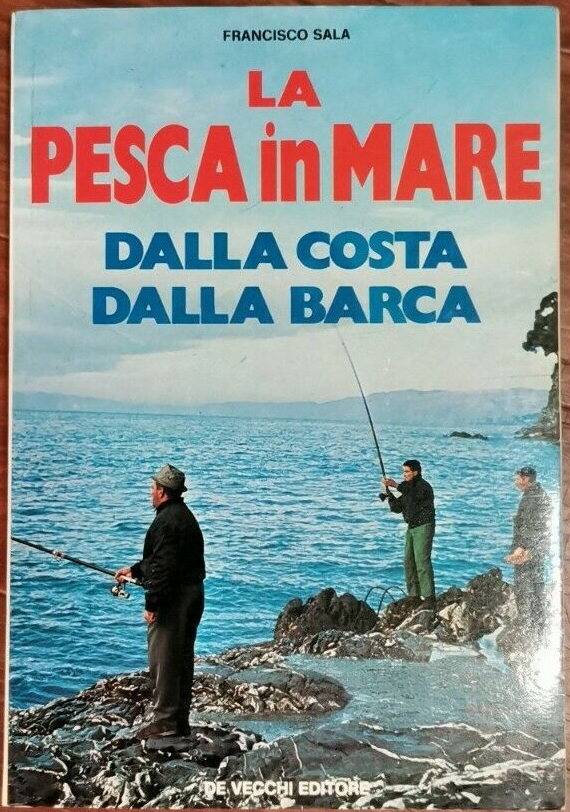 FRANCISCO SALA
LA
PESCA in MARE
DALLA COSTA
DALLA BARCA
DE VECCHI EDITORE